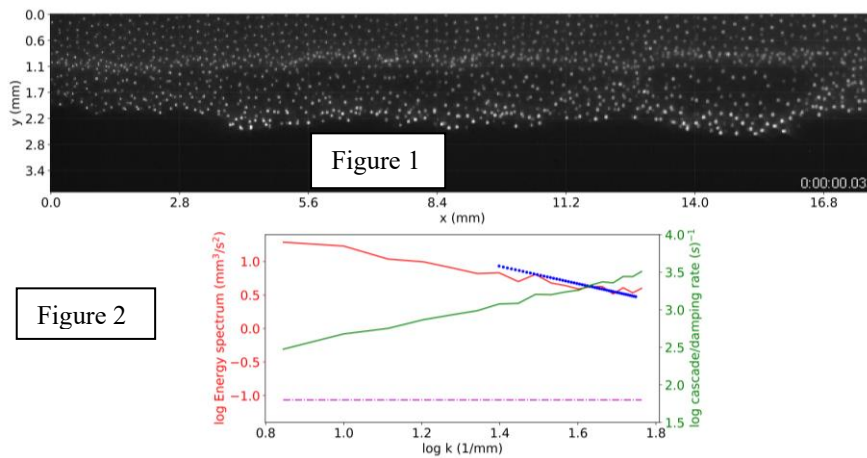 0.0
0.6
1.1
1.7
2.2
2.8
3.4
y (mm)
Figure 1
0:00:00.03
0.0 2.8 5.6 8.4 11.2 14.0 16.8
x (mm)
Figure 2
log Energy spectrum (mm³/s²)
1.0
0.5
0.0
−0.5
−1.0
4.0
3.5
3.0
2.5
2.0
1.5
log cascade/damping rate (s)⁻¹
0.8 1.0 1.2 1.4 1.6 1.8
log k (1/mm)